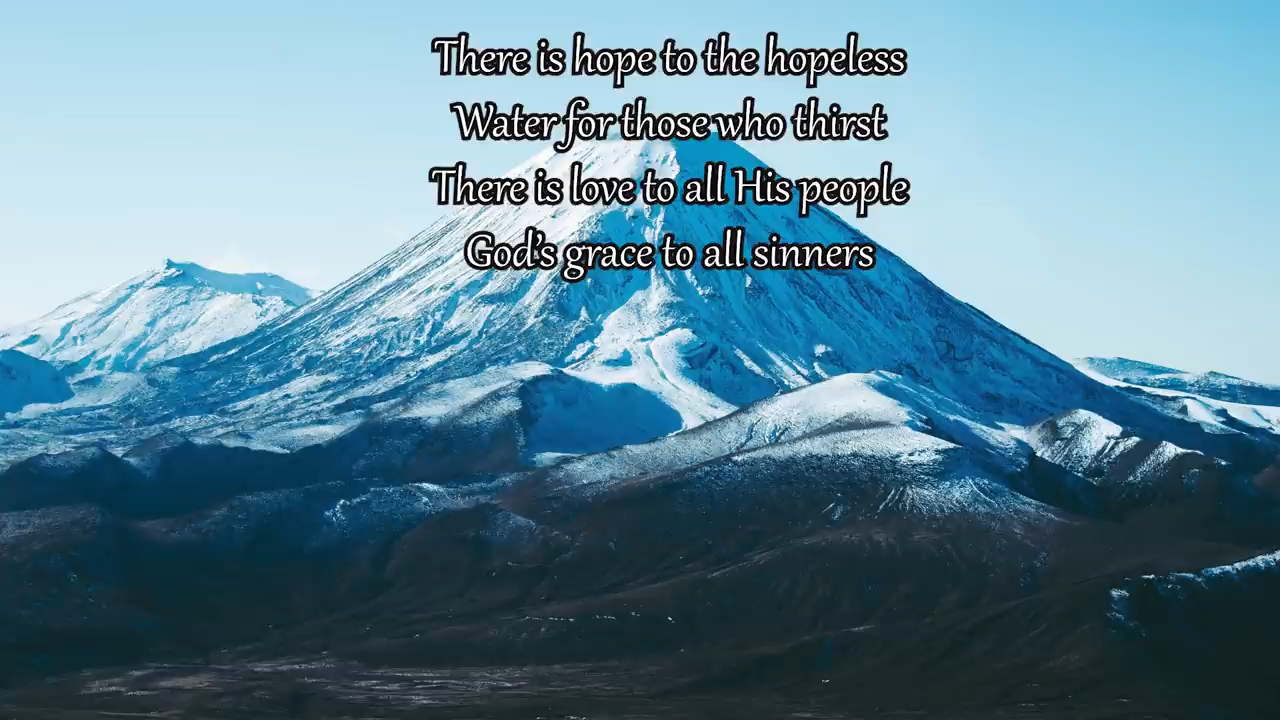 There is hope to the hopeless
Water for those who thirst
There is love to all His people
God's grace to all sinners